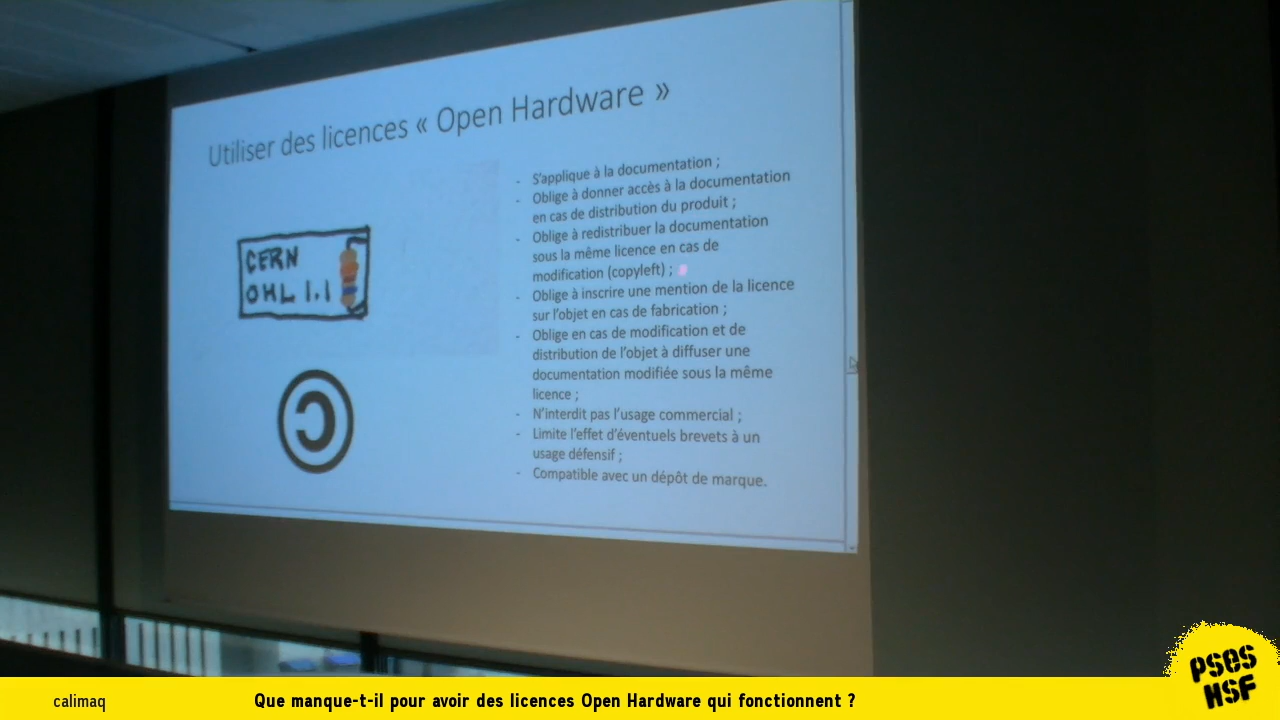 Utiliser des licences « Open Hardware »
- S'applique à la documentation ;
- Oblige à donner accès à la documentation
en cas de distribution du produit ;
- Oblige à redistribuer la documentation
sous la même licence en cas de
modification (copyleft) ;
- Oblige à inscrire une mention de la licence
sur l'objet en cas de fabrication ;
- Oblige en cas de modification et de
distribution de l'objet à diffuser une
documentation modifiée sous la même
licence ;
- N'interdit pas l'usage commercial ;
- Limite l'effet d'éventuels brevets à un
usage défensif ;
- Compatible avec un dépôt de marque.
CERN
OHL 1.1
calimaq
Que manque-t-il pour avoir des licences Open Hardware qui fonctionnent ?
PSES
HSF